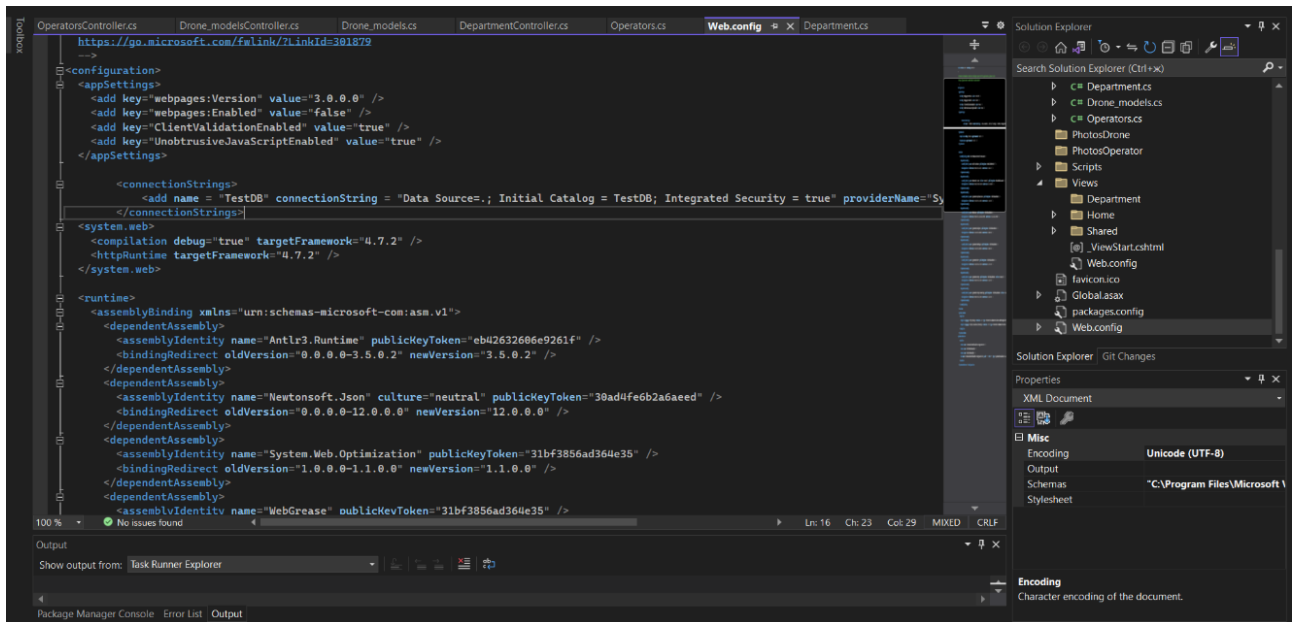 Toolbox
OperatorsController.cs Drone_modelsController.cs Drone_models.cs DepartmentController.cs Operators.cs Web.config Department.cs
https://go.microsoft.com/fwlink/?LinkId=301879
-->
<configuration>
<appSettings>
<add key="webpages:Version" value="3.0.0.0" />
<add key="webpages:Enabled" value="false" />
<add key="ClientValidationEnabled" value="true" />
<add key="UnobtrusiveJavaScriptEnabled" value="true" />
</appSettings>
<connectionStrings>
<add name = "TestDB" connectionString = "Data Source=.; Initial Catalog = TestDB; Integrated Security = true" providerName="Sy
</connectionStrings>
<system.web>
<compilation debug="true" targetFramework="4.7.2" />
<httpRuntime targetFramework="4.7.2" />
</system.web>
<runtime>
<assemblyBinding xmlns="urn:schemas-microsoft-com:asm.v1">
<dependentAssembly>
<assemblyIdentity name="Antlr3.Runtime" publicKeyToken="eb42632606e9261f" />
<bindingRedirect oldVersion="0.0.0.0-3.5.0.2" newVersion="3.5.0.2" />
</dependentAssembly>
<dependentAssembly>
<assemblyIdentity name="Newtonsoft.Json" culture="neutral" publicKeyToken="30ad4fe6b2a6aeed" />
<bindingRedirect oldVersion="0.0.0.0-12.0.0.0" newVersion="12.0.0.0" />
</dependentAssembly>
<dependentAssembly>
<assemblyIdentity name="System.Web.Optimization" publicKeyToken="31bf3856ad364e35" />
<bindingRedirect oldVersion="1.0.0.0-1.1.0.0" newVersion="1.1.0.0" />
</dependentAssembly>
<dependentAssembly>
<assemblyIdentity name="WebGrease" publicKeyToken="31bf3856ad364e35" />
100 % No issues found Ln: 16 Ch: 23 Col: 29 MIXED CRLF
Output
Show output from: Task Runner Explorer
Package Manager Console Error List Output
Solution Explorer
Search Solution Explorer (Ctrl+ж)
C# Department.cs
C# Drone_models.cs
C# Operators.cs
PhotosDrone
PhotosOperator
Scripts
Views
Department
Home
Shared
_ViewStart.cshtml
Web.config
favicon.ico
Global.asax
packages.config
Web.config
Solution Explorer Git Changes
Properties
XML Document
Misc
Encoding Unicode (UTF-8)
Output
Schemas "C:\Program Files\Microsoft V
Stylesheet
Encoding
Character encoding of the document.